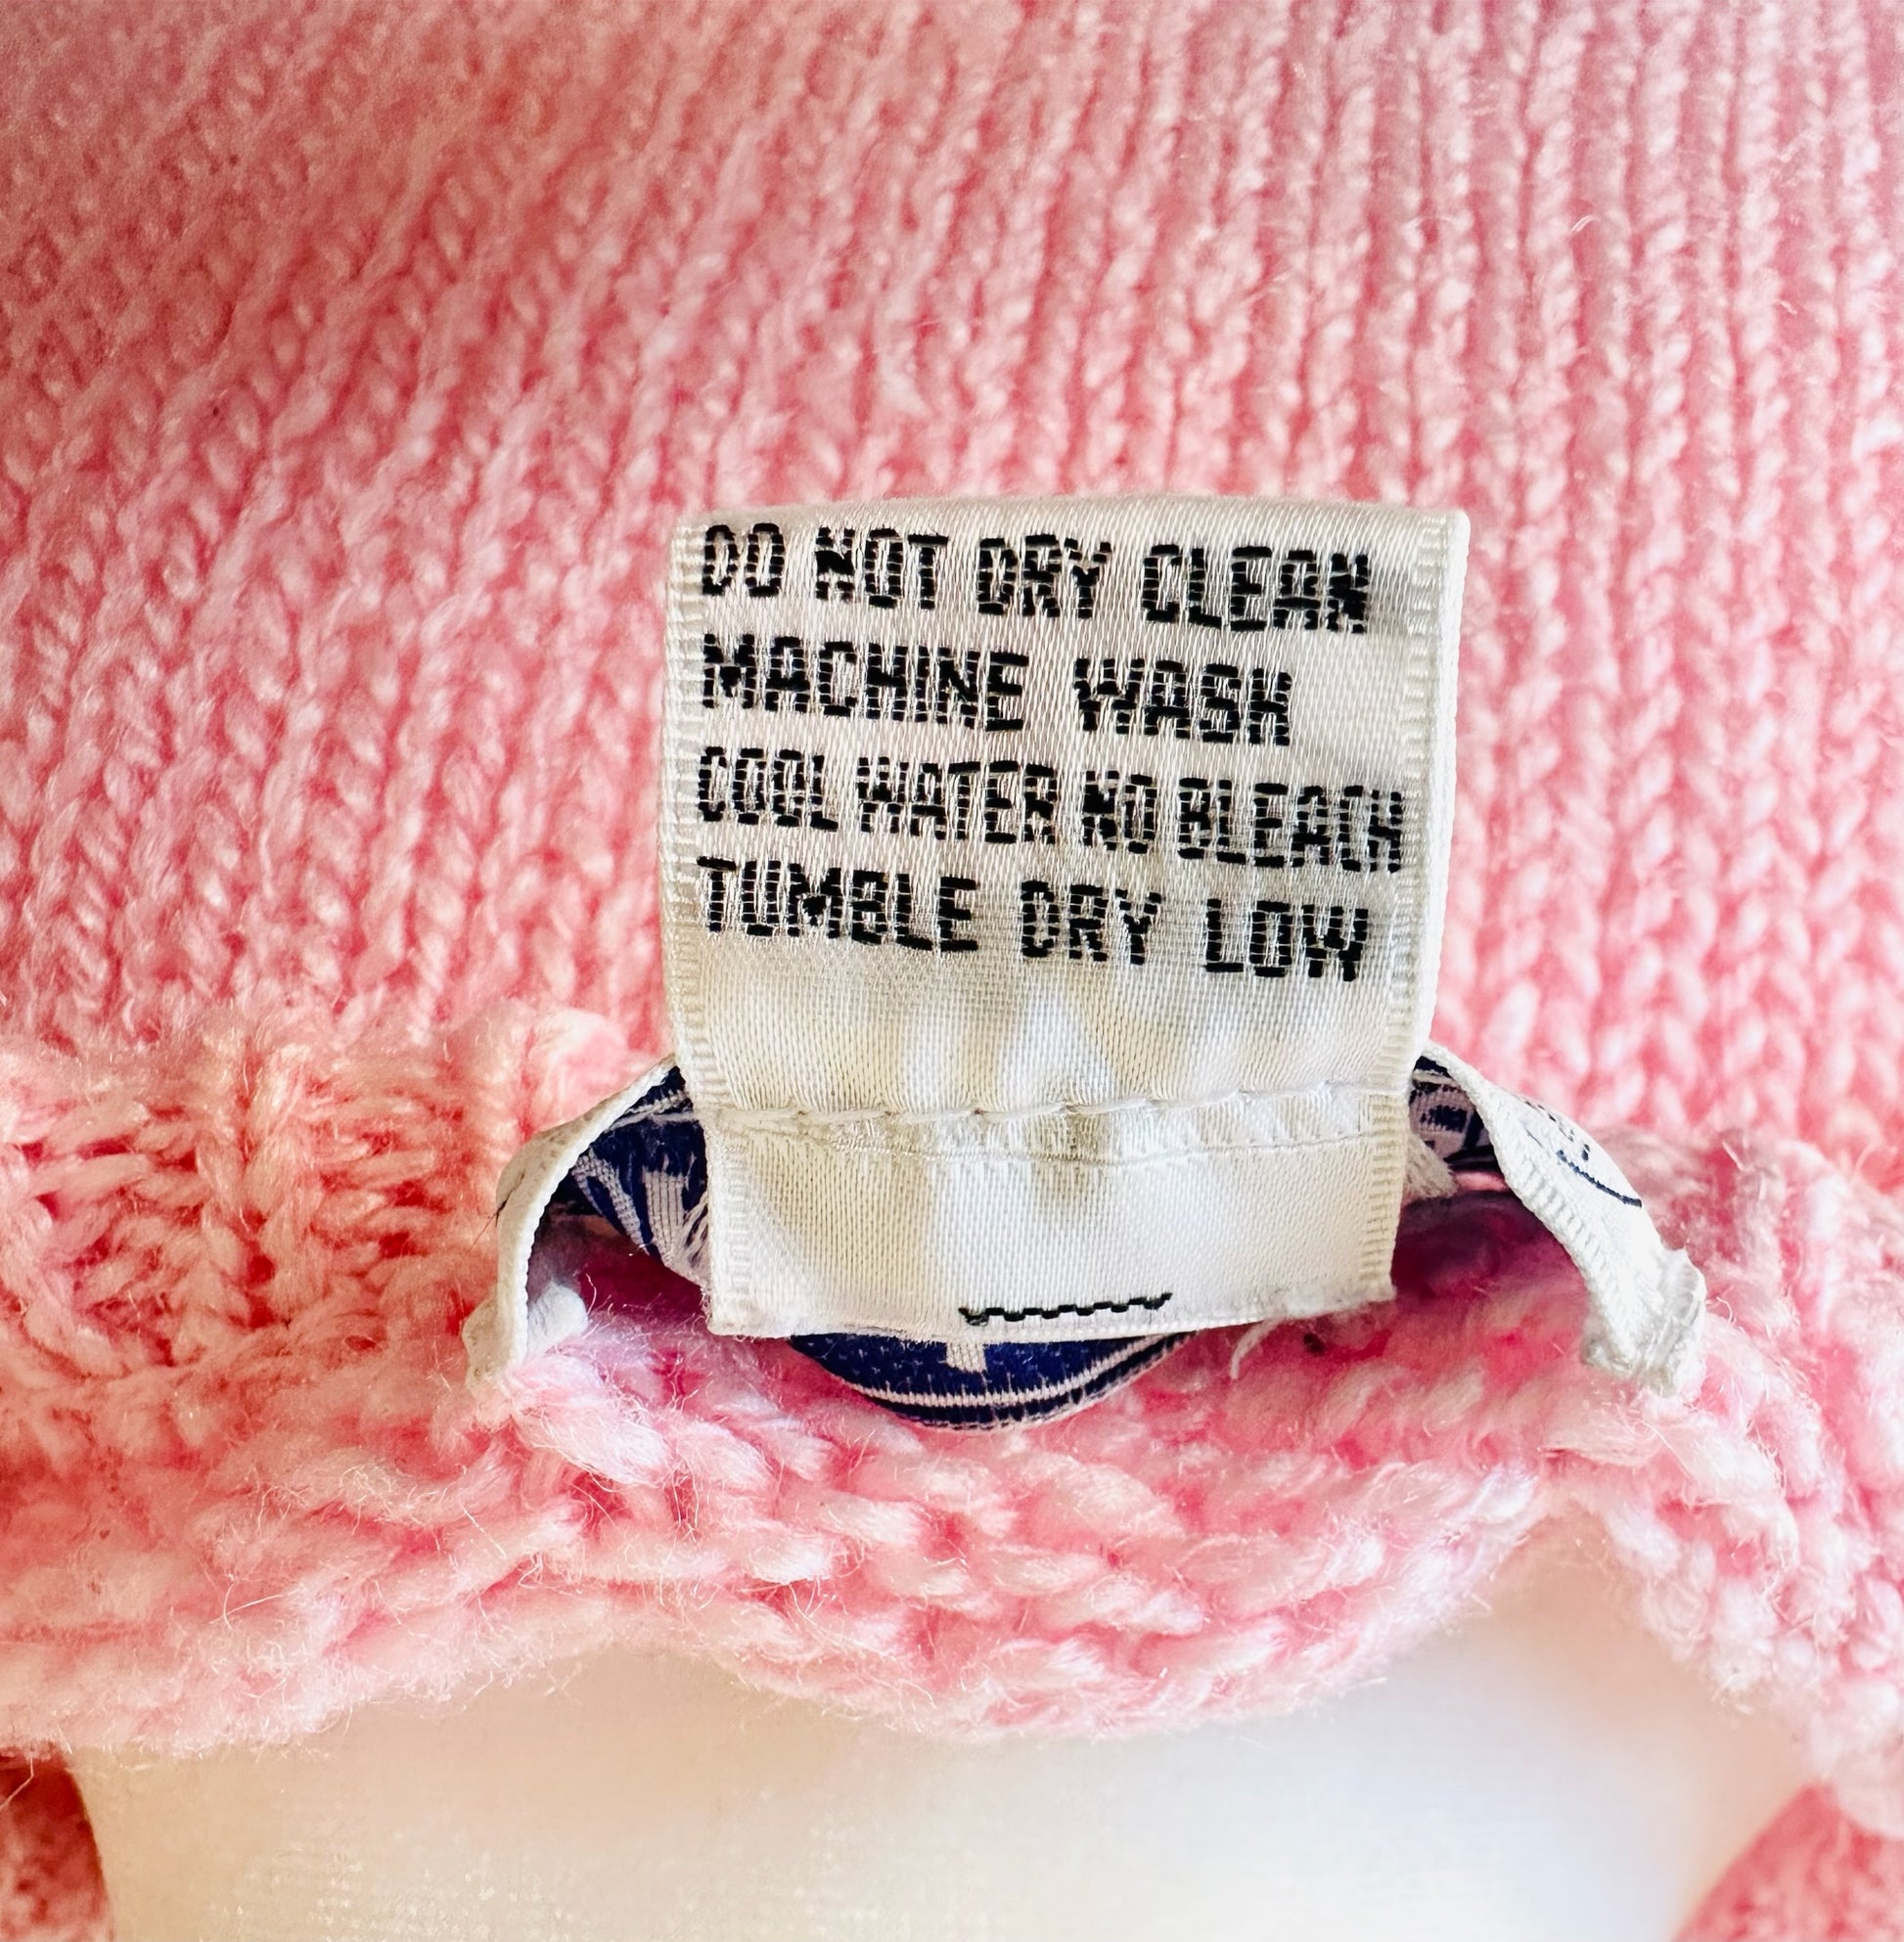 DO NOT DRY CLEAN
MACHINE WASH
COOL WATER NO BLEACH
TUMBLE DRY LOW